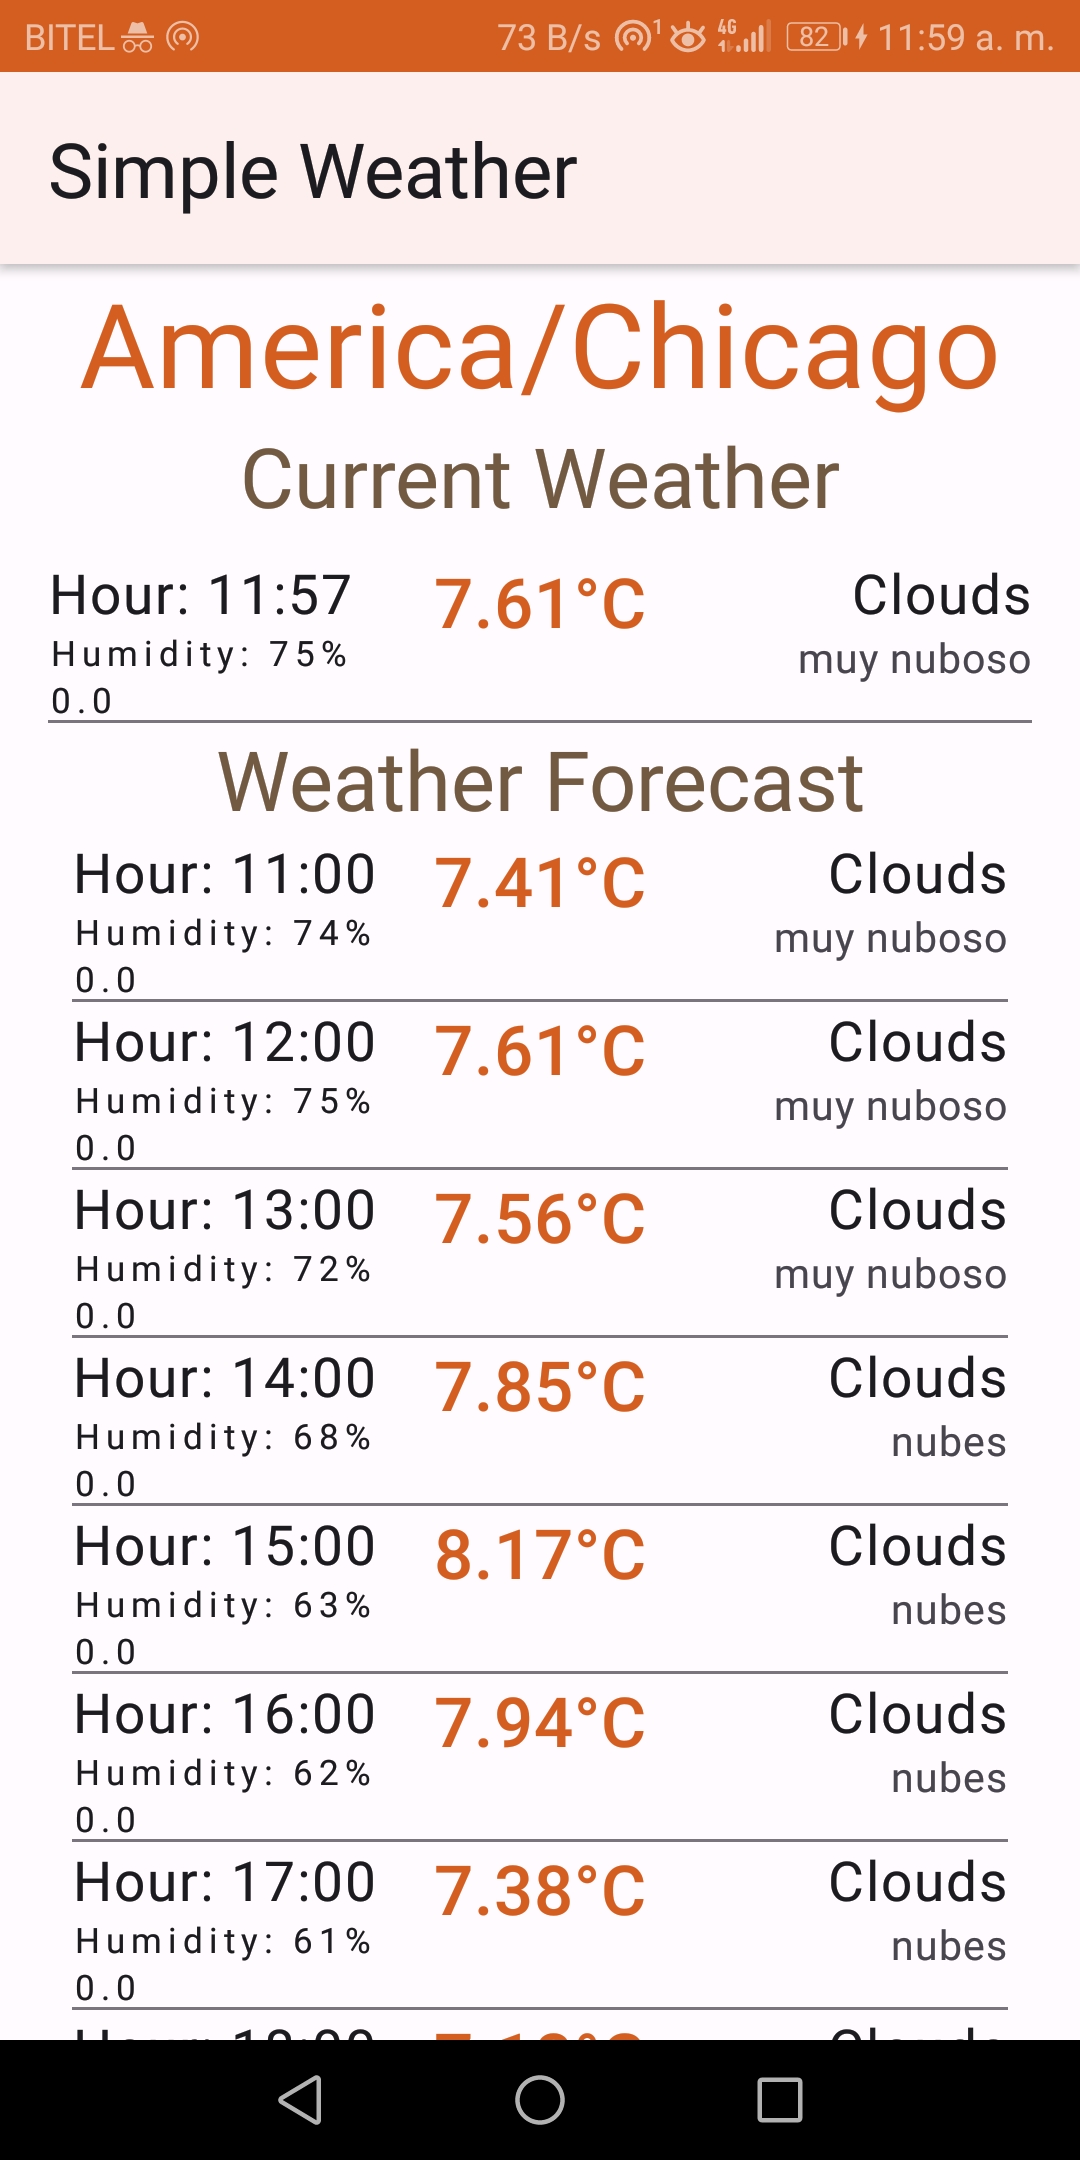 BITEL 73 B/s 1 4G 82 11:59 a. m.
Simple Weather
America/Chicago
Current Weather
Hour: 11:57 7.61°C Clouds
Humidity: 75% muy nuboso
0.0
Weather Forecast
Hour: 11:00 7.41°C Clouds
Humidity: 74% muy nuboso
0.0
Hour: 12:00 7.61°C Clouds
Humidity: 75% muy nuboso
0.0
Hour: 13:00 7.56°C Clouds
Humidity: 72% muy nuboso
0.0
Hour: 14:00 7.85°C Clouds
Humidity: 68% nubes
0.0
Hour: 15:00 8.17°C Clouds
Humidity: 63% nubes
0.0
Hour: 16:00 7.94°C Clouds
Humidity: 62% nubes
0.0
Hour: 17:00 7.38°C Clouds
Humidity: 61% nubes
0.0